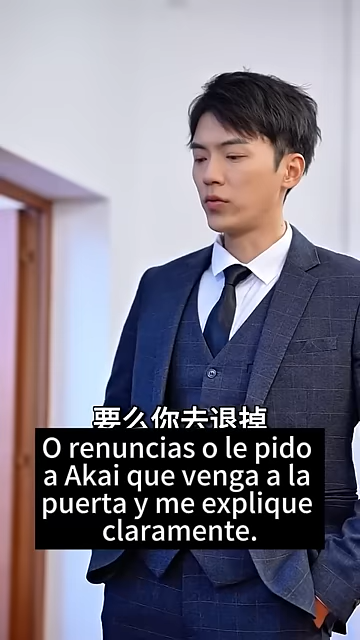 要么你去退掉
O renuncias o le pido
a Akai que venga a la
puerta y me explique
claramente.